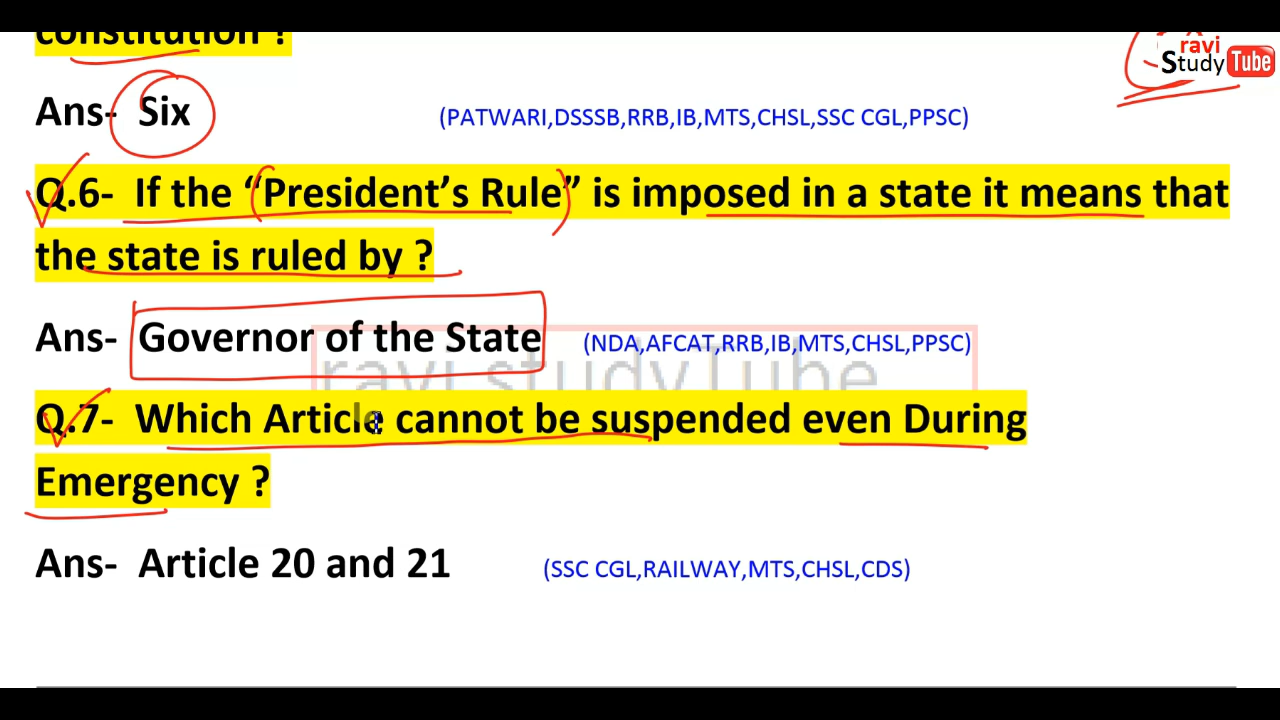 constitution ?
ravi
Study Tube
Ans- Six (PATWARI,DSSSB,RRB,IB,MTS,CHSL,SSC CGL,PPSC)
Q.6- If the “President’s Rule” is imposed in a state it means that
the state is ruled by ?
Ans- Governor of the State (NDA,AFCAT,RRB,IB,MTS,CHSL,PPSC)
ravi studyTube
Q.7- Which Article cannot be suspended even During
Emergency ?
Ans- Article 20 and 21 (SSC CGL,RAILWAY,MTS,CHSL,CDS)